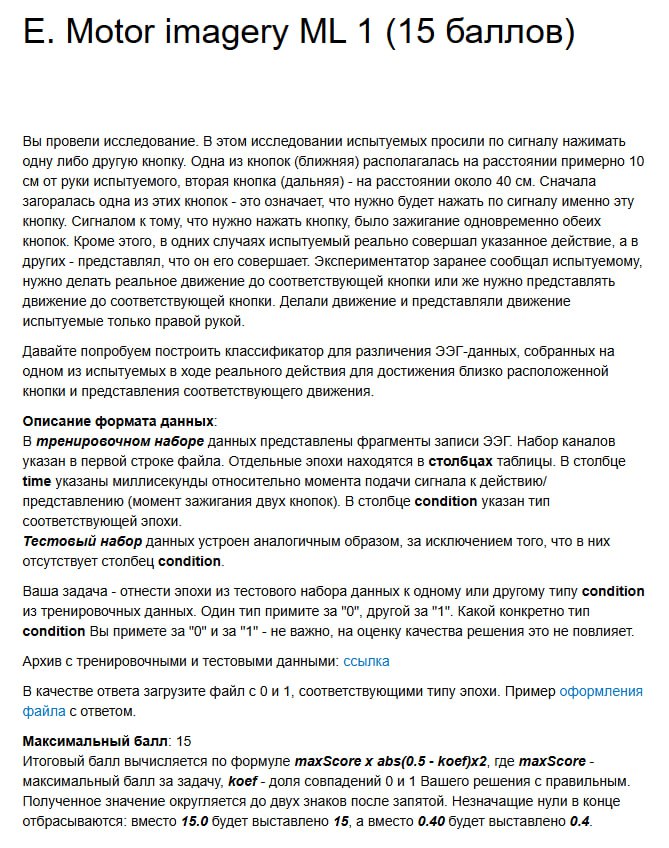 E. Motor imagery ML 1 (15 баллов)
Вы провели исследование. В этом исследовании испытуемых просили по сигналу нажимать
одну либо другую кнопку. Одна из кнопок (ближняя) располагалась на расстоянии примерно 10
см от руки испытуемого, вторая кнопка (дальняя) - на расстоянии около 40 см. Сначала
загоралась одна из этих кнопок - это означает, что нужно будет нажать по сигналу именно эту
кнопку. Сигналом к тому, что нужно нажать кнопку, было зажигание одновременно обеих
кнопок. Кроме этого, в одних случаях испытуемый реально совершал указанное действие, а в
других - представлял, что он его совершает. Экспериментатор заранее сообщал испытуемому,
нужно делать реальное движение до соответствующей кнопки или же нужно представлять
движение до соответствующей кнопки. Делали движение и представляли движение
испытуемые только правой рукой.
Давайте попробуем построить классификатор для различения ЭЭГ-данных, собранных на
одном из испытуемых в ходе реального действия для достижения близко расположенной
кнопки и представления соответствующего движения.
Описание формата данных:
В тренировочном наборе данных представлены фрагменты записи ЭЭГ. Набор каналов
указан в первой строке файла. Отдельные эпохи находятся в столбцах таблицы. В столбце
time указаны миллисекунды относительно момента подачи сигнала к действию/
представлению (момент зажигания двух кнопок). В столбце condition указан тип
соответствующей эпохи.
Тестовый набор данных устроен аналогичным образом, за исключением того, что в них
отсутствует столбец condition.
Ваша задача - отнести эпохи из тестового набора данных к одному или другому типу condition
из тренировочных данных. Один тип примите за "0", другой за "1". Какой конкретно тип
condition Вы примете за "0" и за "1" - не важно, на оценку качества решения это не повлияет.
Архив с тренировочными и тестовыми данными: ссылка
В качестве ответа загрузите файл с 0 и 1, соответствующими типу эпохи. Пример оформления
файла с ответом.
Максимальный балл: 15
Итоговый балл вычисляется по формуле maxScore x abs(0.5 - koef)x2, где maxScore -
максимальный балл за задачу, koef - доля совпадений 0 и 1 Вашего решения с правильным.
Полученное значение округляется до двух знаков после запятой. Незначащие нули в конце
отбрасываются: вместо 15.0 будет выставлено 15, а вместо 0.40 будет выставлено 0.4.